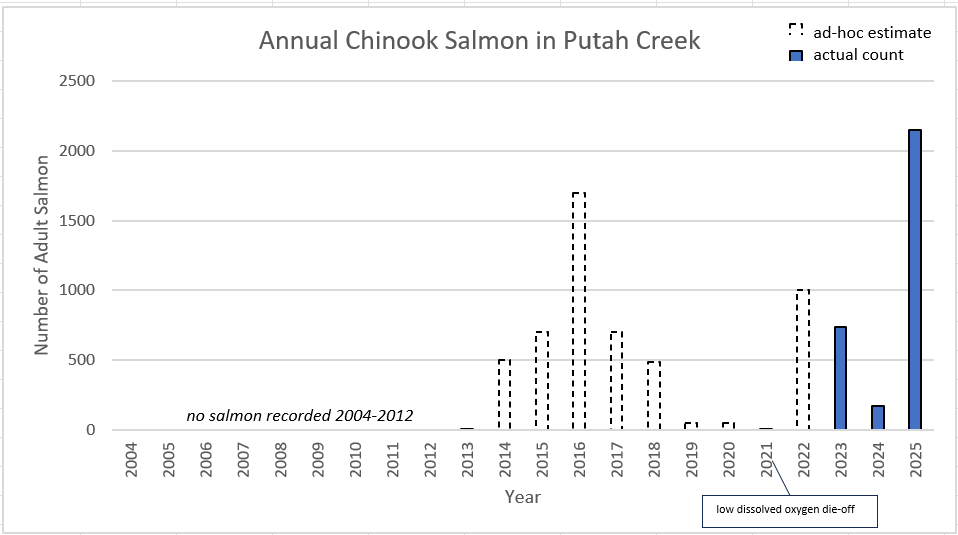 Annual Chinook Salmon in Putah Creek
ad-hoc estimate
actual count
Number of Adult Salmon
2500
2000
1500
1000
500
0
no salmon recorded 2004-2012
2004 2005 2006 2007 2008 2009 2010 2011 2012 2013 2014 2015 2016 2017 2018 2019 2020 2021 2022 2023 2024 2025
Year
low dissolved oxygen die-off